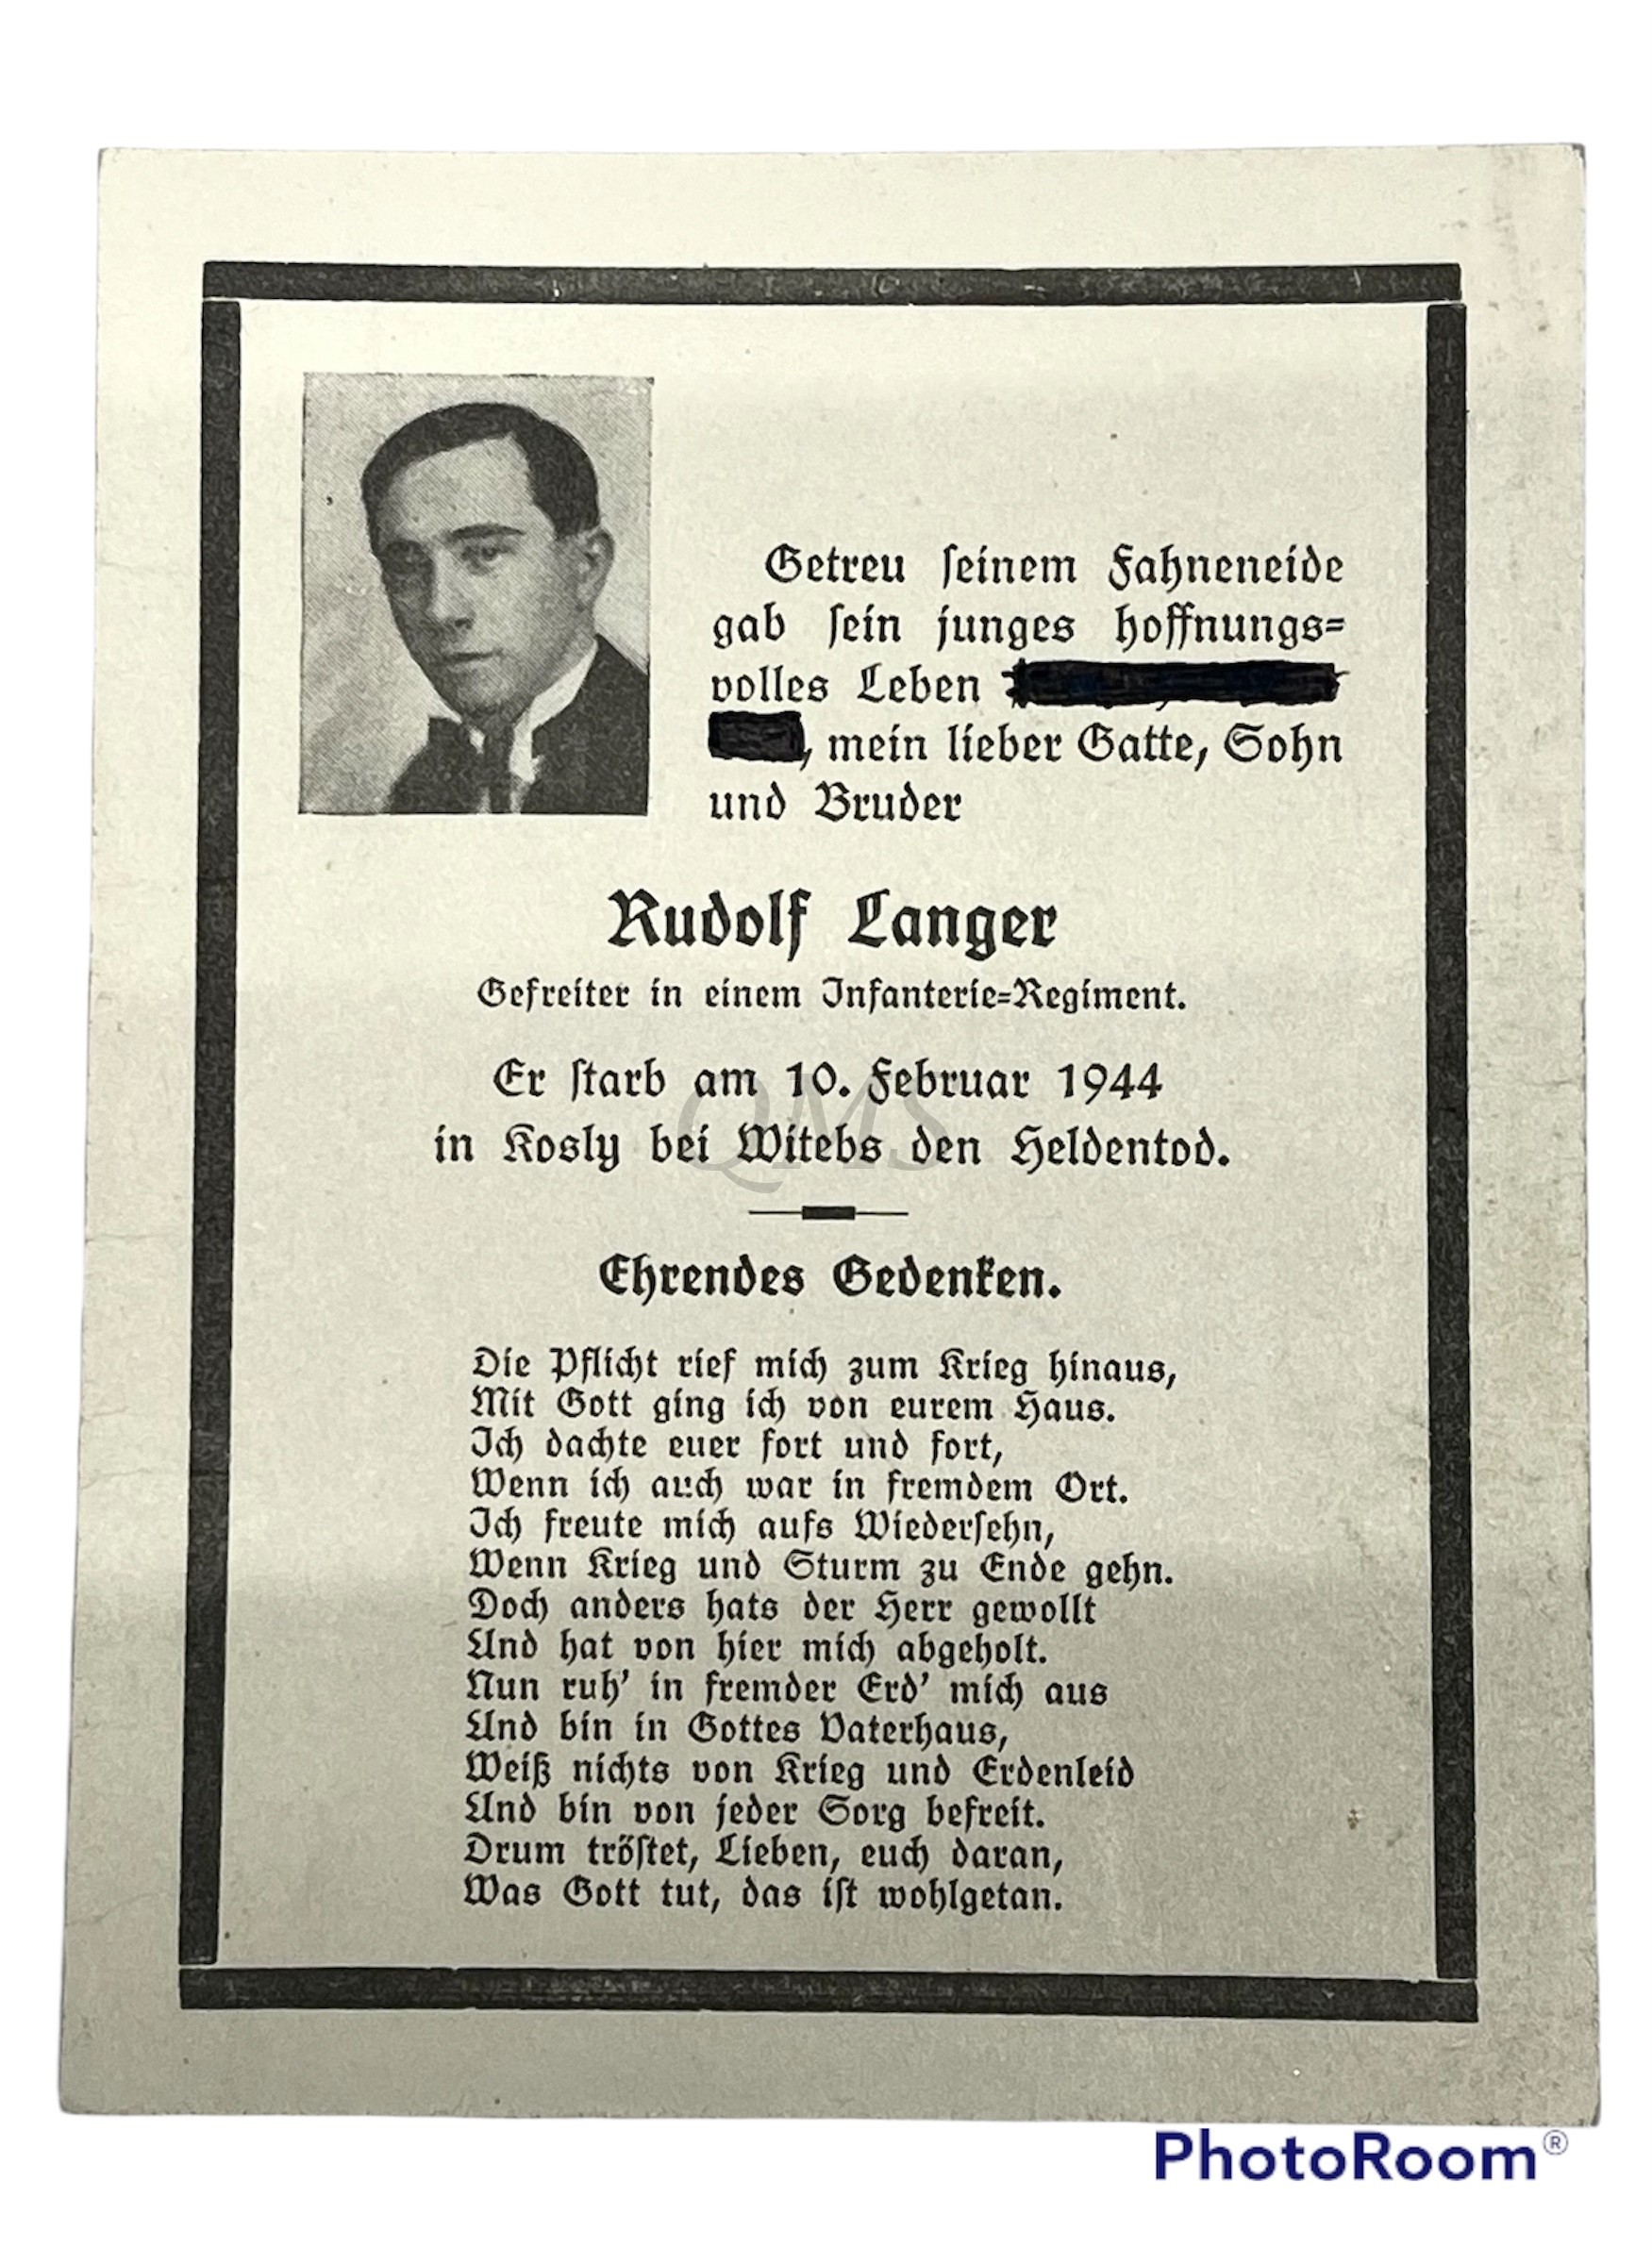 Getreu seinem Fahneneide
gab sein junges hoffnungs=
volles Leben
, mein lieber Gatte, Sohn
und Bruder
Rudolf Langer
Gefreiter in einem Infanterie=Regiment.
Er starb am 10. Februar 1944
in Kosly bei Witebs den Heldentod.
QMS
Ehrendes Gedenken.
Die Pflicht rief mich zum Krieg hinaus,
Mit Gott ging ich von eurem Haus.
Ich dachte euer fort und fort,
Wenn ich auch war in fremdem Ort.
Ich freute mich aufs Wiedersehn,
Wenn Krieg und Sturm zu Ende gehn.
Doch anders hats der Herr gewollt
Und hat von hier mich abgeholt.
Nun ruh' in fremder Erd' mich aus
Und bin in Gottes Vaterhaus,
Weiß nichts von Krieg und Erdenleid
Und bin von jeder Sorg befreit.
Drum tröstet, Lieben, euch daran,
Was Gott tut, das ist wohlgetan.
PhotoRoom®